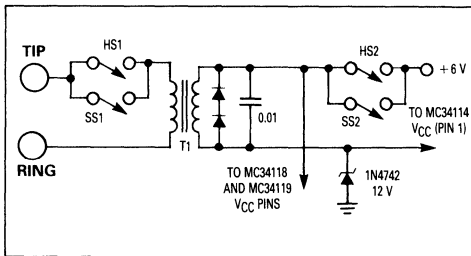 HS1
TIP
SS1
RING
T1
0.01
HS2
+ 6 V
SS2
TO MC34114
VCC (PIN 1)
TO MC34118
AND MC34119
VCC PINS
1N4742
12 V